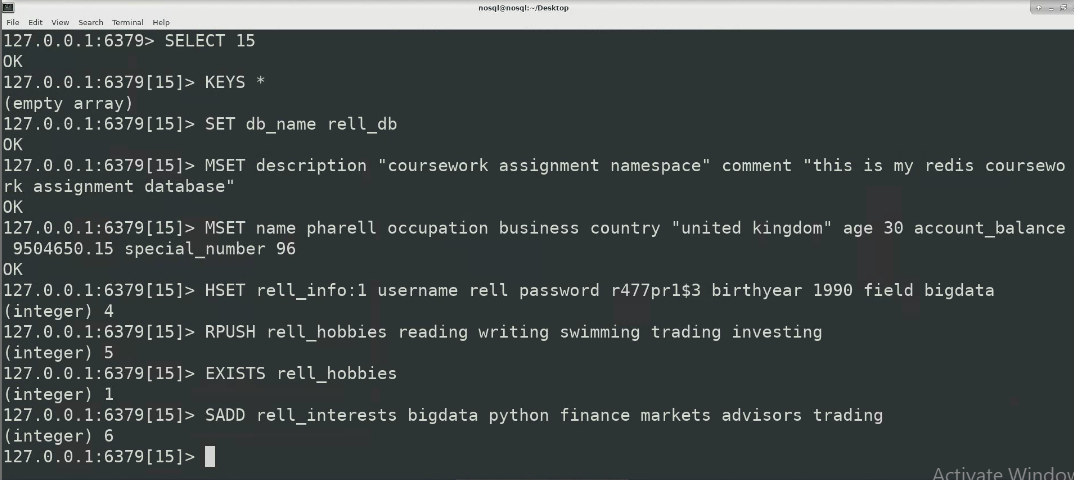 nosql@nosql:~/Desktop
File Edit View Search Terminal Help
127.0.0.1:6379> SELECT 15
OK
127.0.0.1:6379[15]> KEYS *
(empty array)
127.0.0.1:6379[15]> SET db_name rell_db
OK
127.0.0.1:6379[15]> MSET description "coursework assignment namespace" comment "this is my redis coursewo
rk assignment database"
OK
127.0.0.1:6379[15]> MSET name pharell occupation business country "united kingdom" age 30 account_balance
 9504650.15 special_number 96
OK
127.0.0.1:6379[15]> HSET rell_info:1 username rell password r477pr1$3 birthyear 1990 field bigdata
(integer) 4
127.0.0.1:6379[15]> RPUSH rell_hobbies reading writing swimming trading investing
(integer) 5
127.0.0.1:6379[15]> EXISTS rell_hobbies
(integer) 1
127.0.0.1:6379[15]> SADD rell_interests bigdata python finance markets advisors trading
(integer) 6
127.0.0.1:6379[15]>
Activate Window